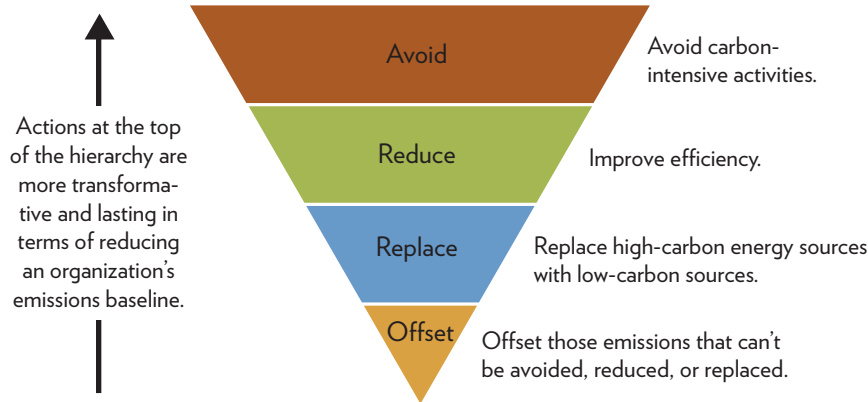 Avoid
Avoid carbon-
intensive activities.
Actions at the top
of the hierarchy are
more transforma-
tive and lasting in
terms of reducing
an organization's
emissions baseline.
Reduce
Improve efficiency.
Replace
Replace high-carbon energy sources
with low-carbon sources.
Offset
Offset those emissions that can't
be avoided, reduced, or replaced.